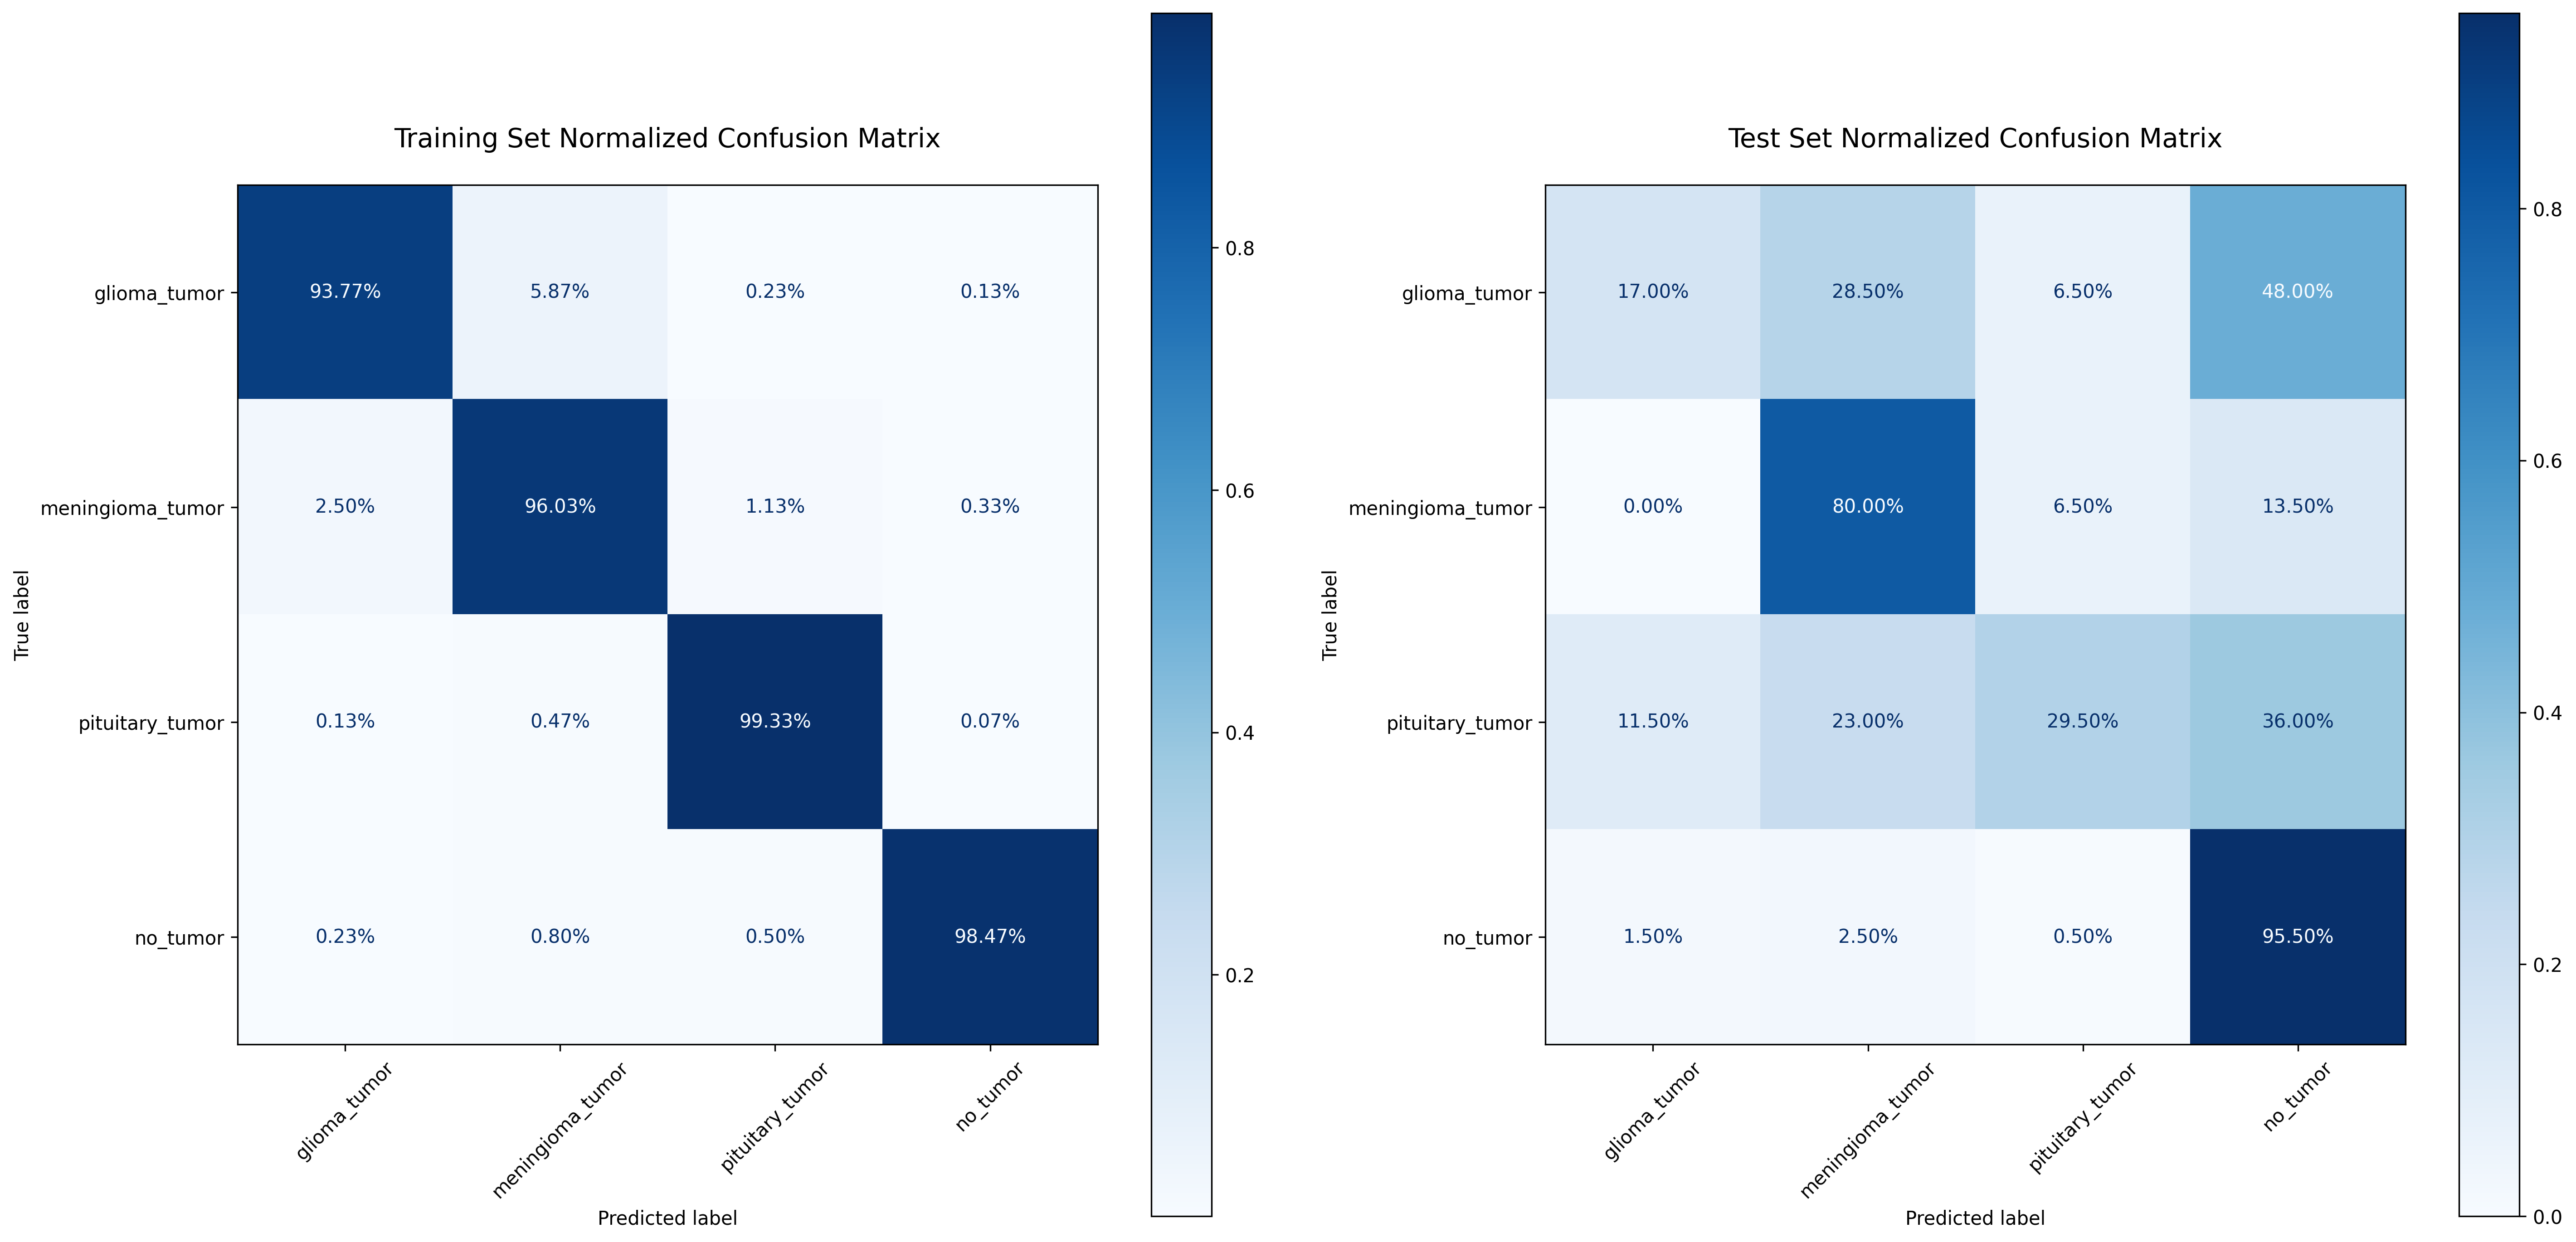 Training Set Normalized Confusion Matrix
True label
glioma_tumor 93.77% 5.87% 0.23% 0.13%
meningioma_tumor 2.50% 96.03% 1.13% 0.33%
pituitary_tumor 0.13% 0.47% 99.33% 0.07%
no_tumor 0.23% 0.80% 0.50% 98.47%
glioma_tumor meningioma_tumor pituitary_tumor no_tumor
Predicted label
0.8
0.6
0.4
0.2
Test Set Normalized Confusion Matrix
True label
glioma_tumor 17.00% 28.50% 6.50% 48.00%
meningioma_tumor 0.00% 80.00% 6.50% 13.50%
pituitary_tumor 11.50% 23.00% 29.50% 36.00%
no_tumor 1.50% 2.50% 0.50% 95.50%
glioma_tumor meningioma_tumor pituitary_tumor no_tumor
Predicted label
0.8
0.6
0.4
0.2
0.0